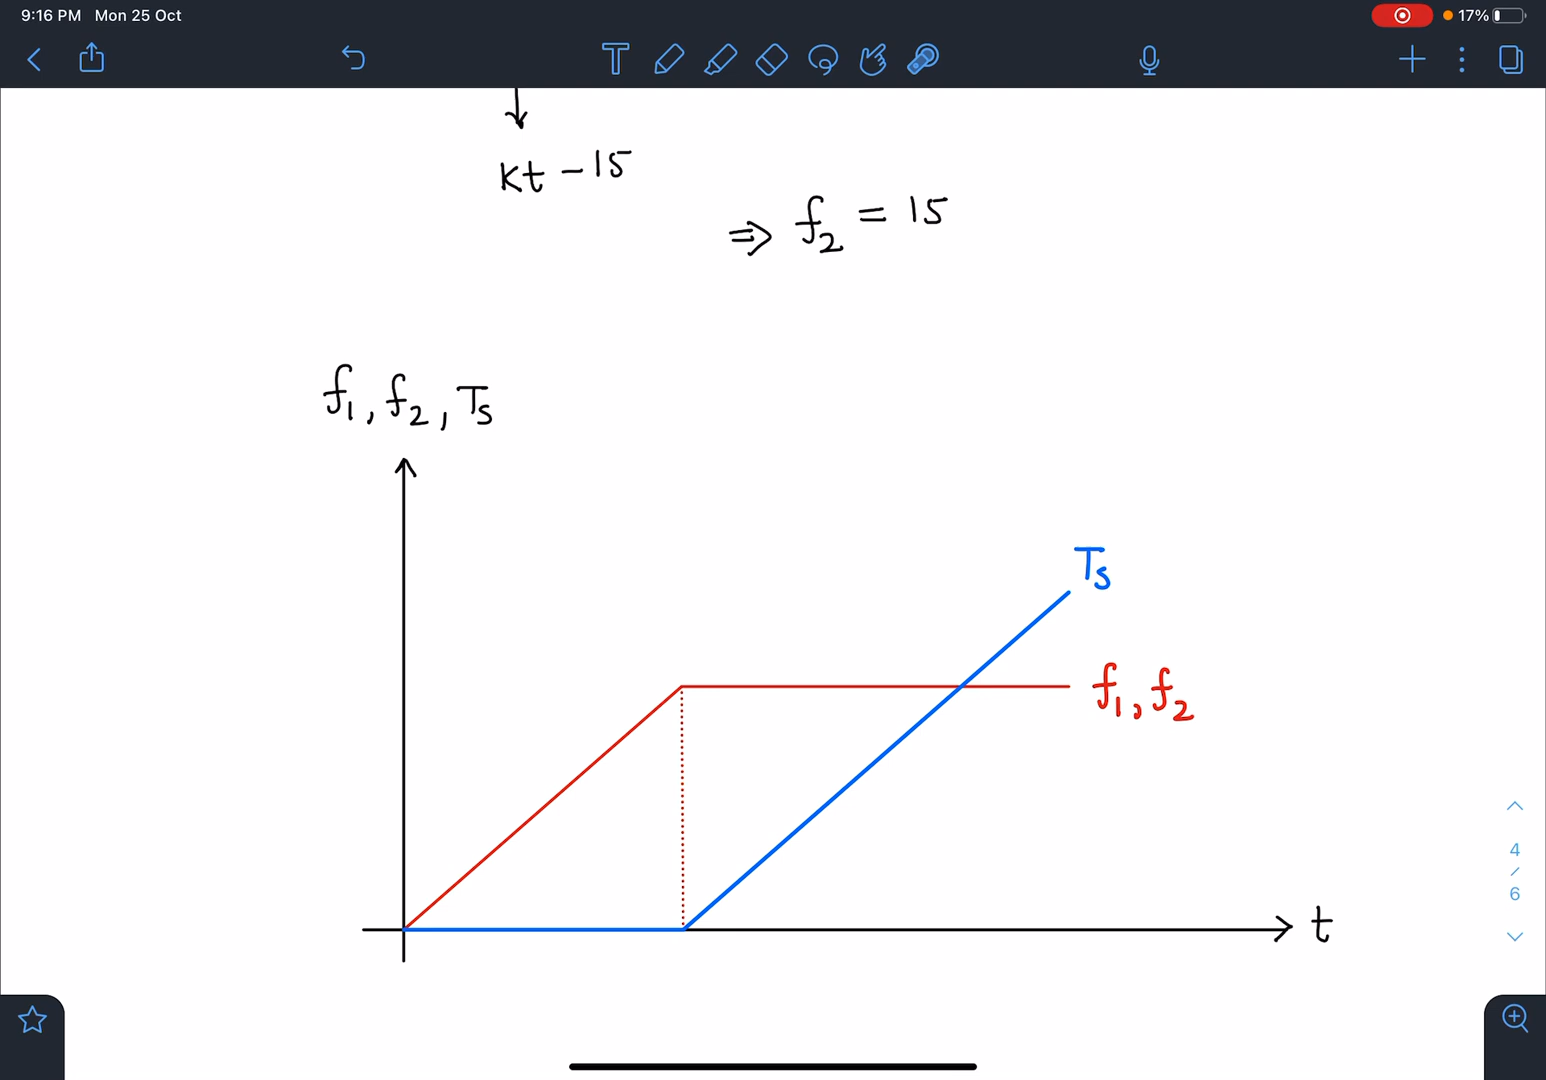 9:16 PM Mon 25 Oct
17%
T
kt - 15
⇒ f₂ = 15
f₁, f₂, Ts
Ts
f₁, f₂
t
4
/
6